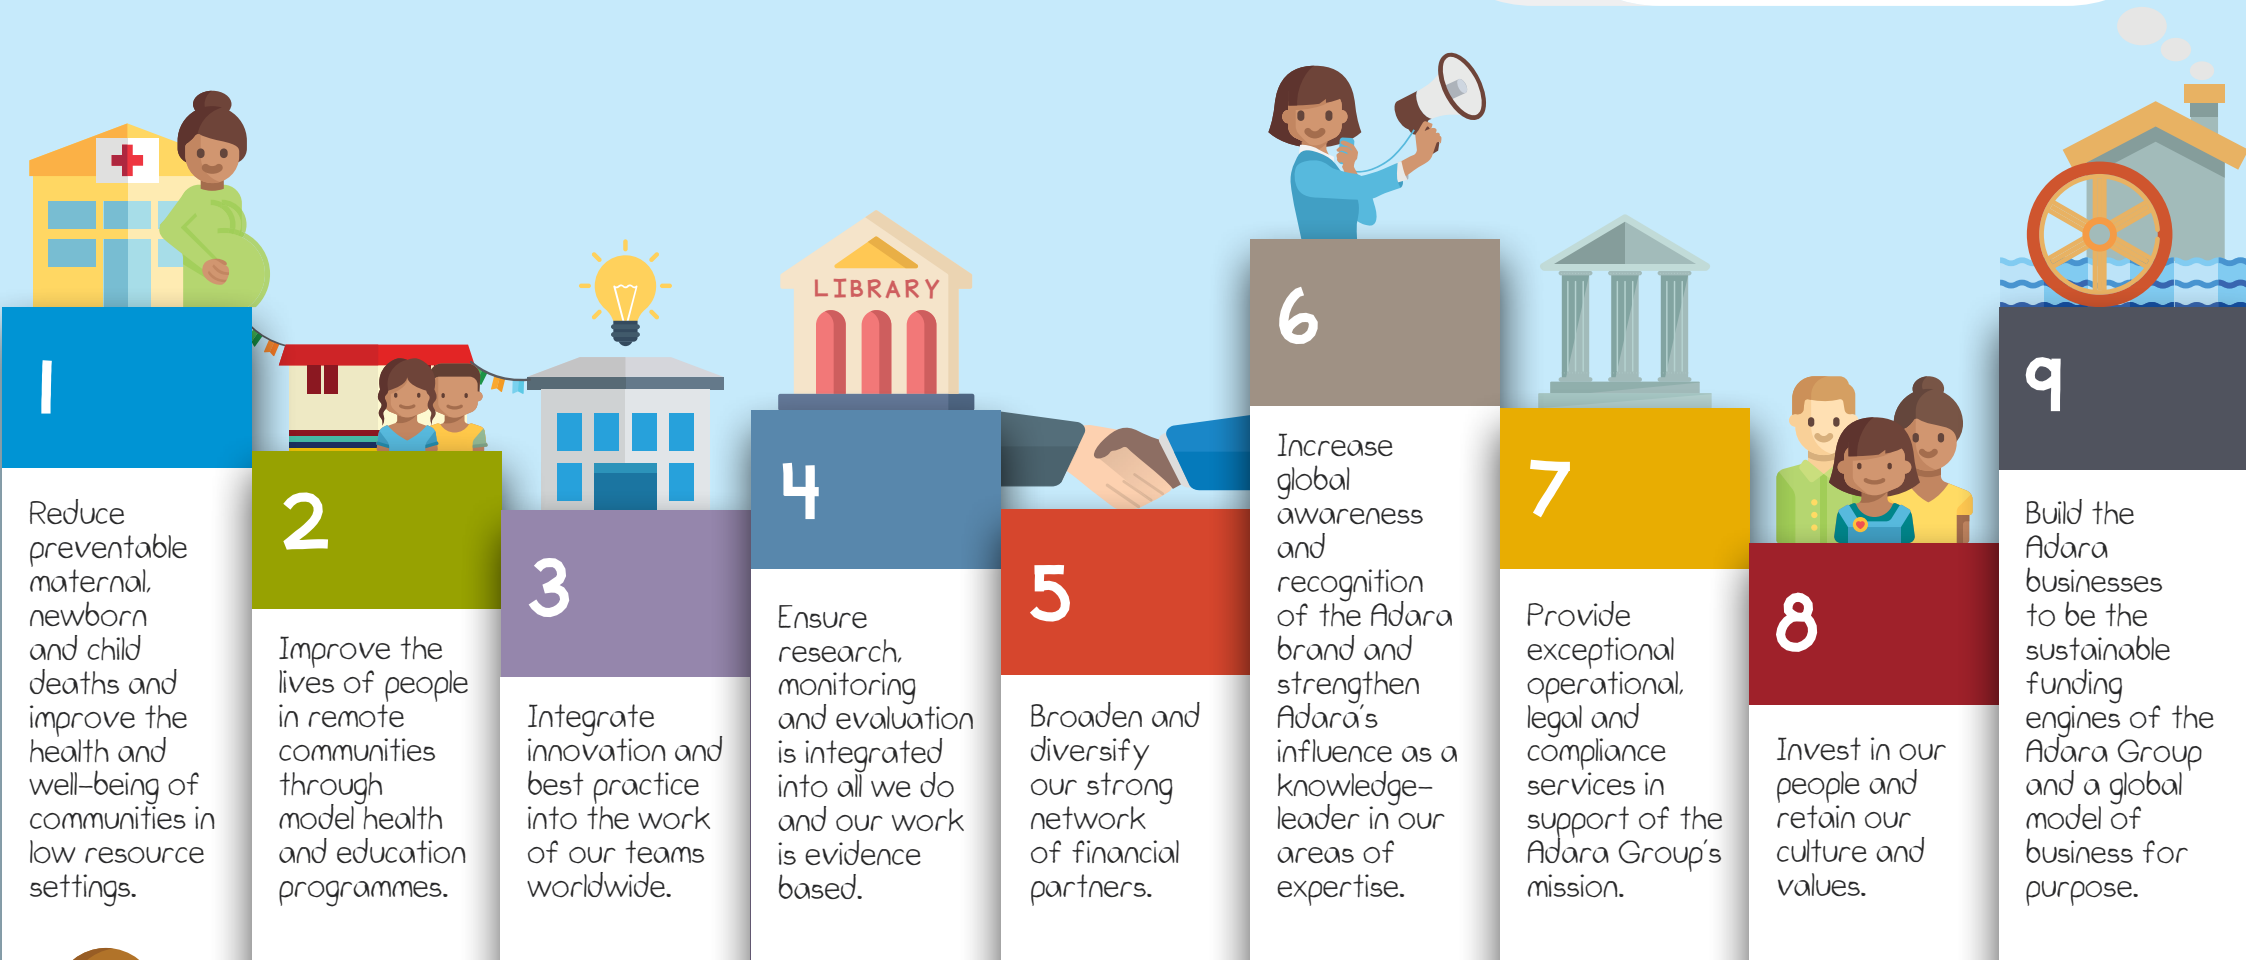 1
Reduce
preventable
maternal,
newborn
and child
deaths and
improve the
health and
well-being of
communities in
low resource
settings.
2
Improve the
lives of people
in remote
communities
through
model health
and education
programmes.
3
Integrate
innovation and
best practice
into the work
of our teams
worldwide.
LIBRARY
4
Ensure
research,
monitoring
and evaluation
is integrated
into all we do
and our work
is evidence
based.
5
Broaden and
diversify
our strong
network
of financial
partners.
6
Increase
global
awareness
and
recognition
of the Adara
brand and
strengthen
Adara's
influence as a
knowledge-
leader in our
areas of
expertise.
7
Provide
exceptional
operational,
legal and
compliance
services in
support of the
Adara Group's
mission.
8
Invest in our
people and
retain our
culture and
values.
9
Build the
Adara
businesses
to be the
sustainable
funding
engines of the
Adara Group
and a global
model of
business for
purpose.